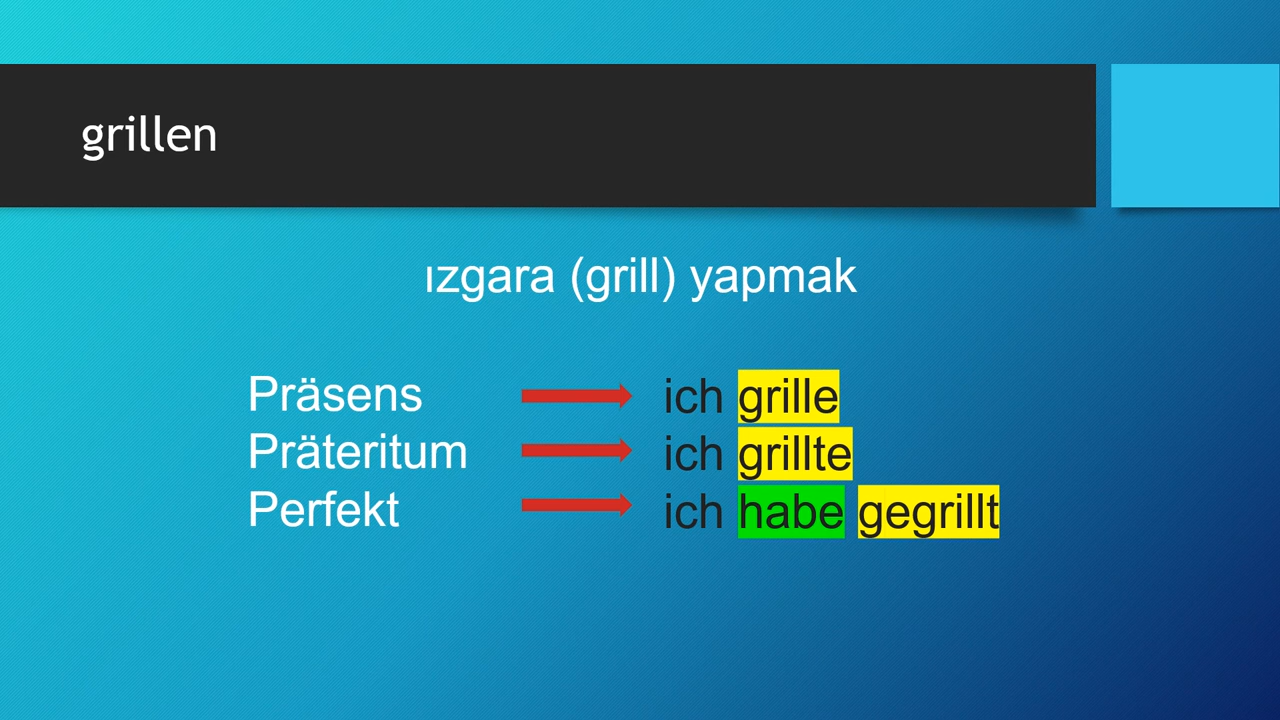 grillen
ızgara (grill) yapmak
Präsens ich grille
Präteritum ich grillte
Perfekt ich habe gegrillt